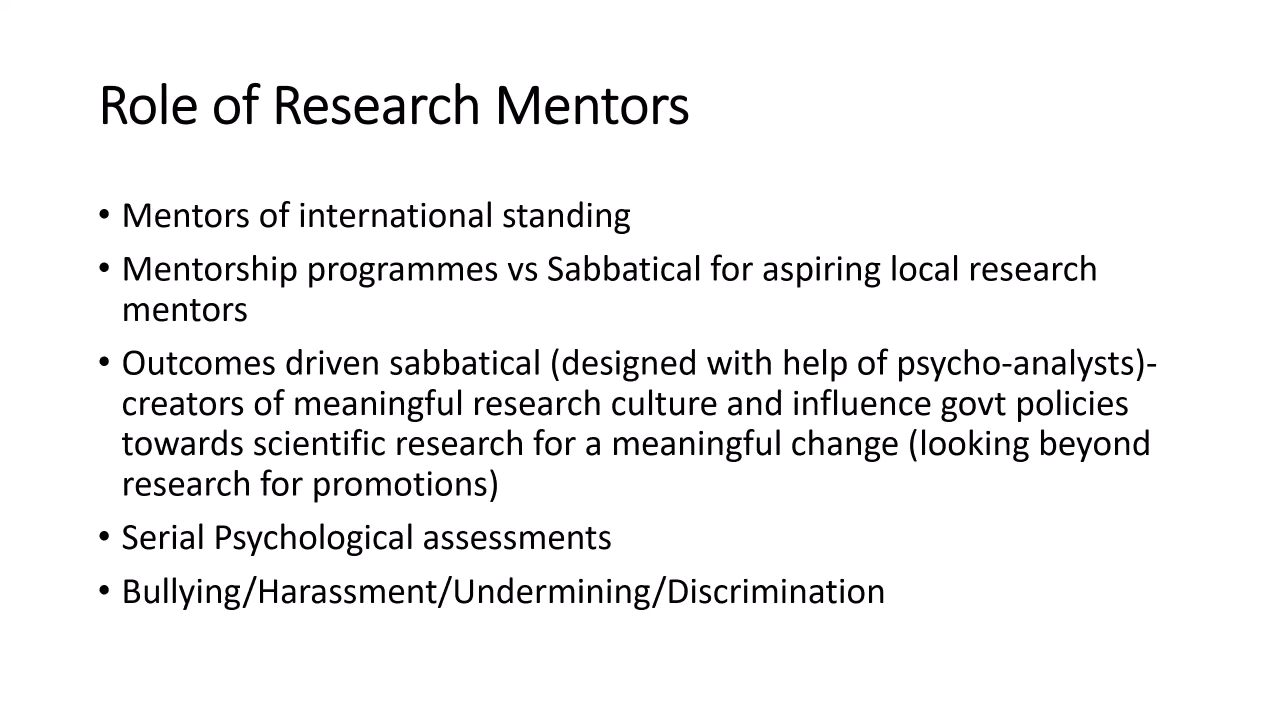 Role of Research Mentors
• Mentors of international standing
• Mentorship programmes vs Sabbatical for aspiring local research
mentors
• Outcomes driven sabbatical (designed with help of psycho-analysts)-
creators of meaningful research culture and influence govt policies
towards scientific research for a meaningful change (looking beyond
research for promotions)
• Serial Psychological assessments
• Bullying/Harassment/Undermining/Discrimination